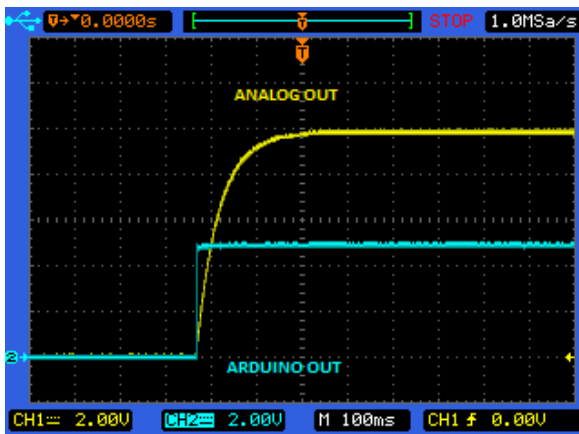 0.0000s STOP 1.0MSa/s
T
ANALOG OUT
2
ARDUINO OUT
CH1 2.00V CH2 2.00V M 100ms CH1 0.00V